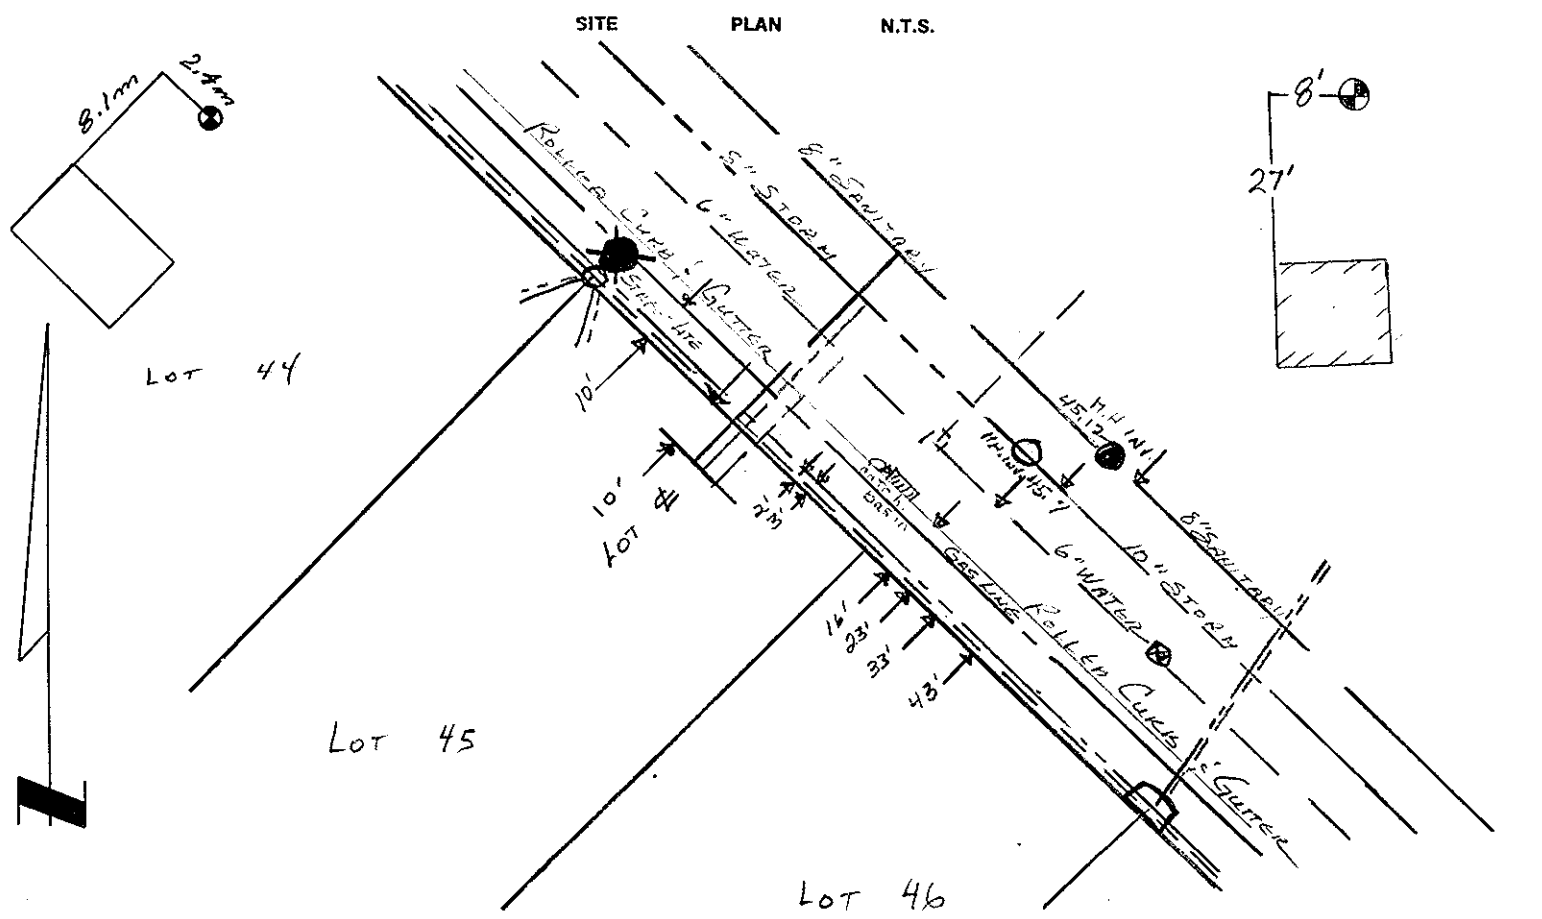 SITE PLAN N.T.S.
8.1m
2.4m
8'
27'
8" SANITARY
8" STORM
6" WATER
ROLLED CURB & GUTTER
LOT 44
10'
10'
LOT ℄
2'
3'
M.H INV.
45.12
M.H. INV. 45.7
CATCH
BASIN
GAS LINE
ROLLED CURB & GUTTER
6" WATER
10" STORM
8" SANITARY
16'
23'
33'
43'
LOT 45
LOT 46
N